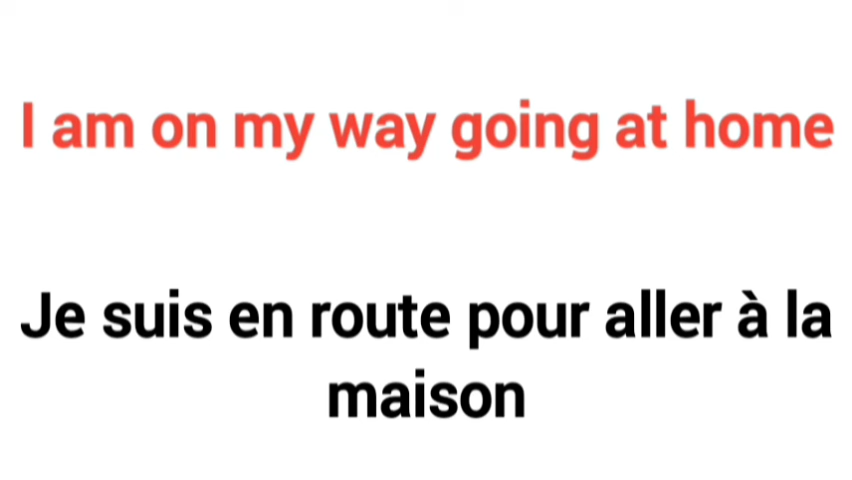 I am on my way going at home
Je suis en route pour aller à la
maison